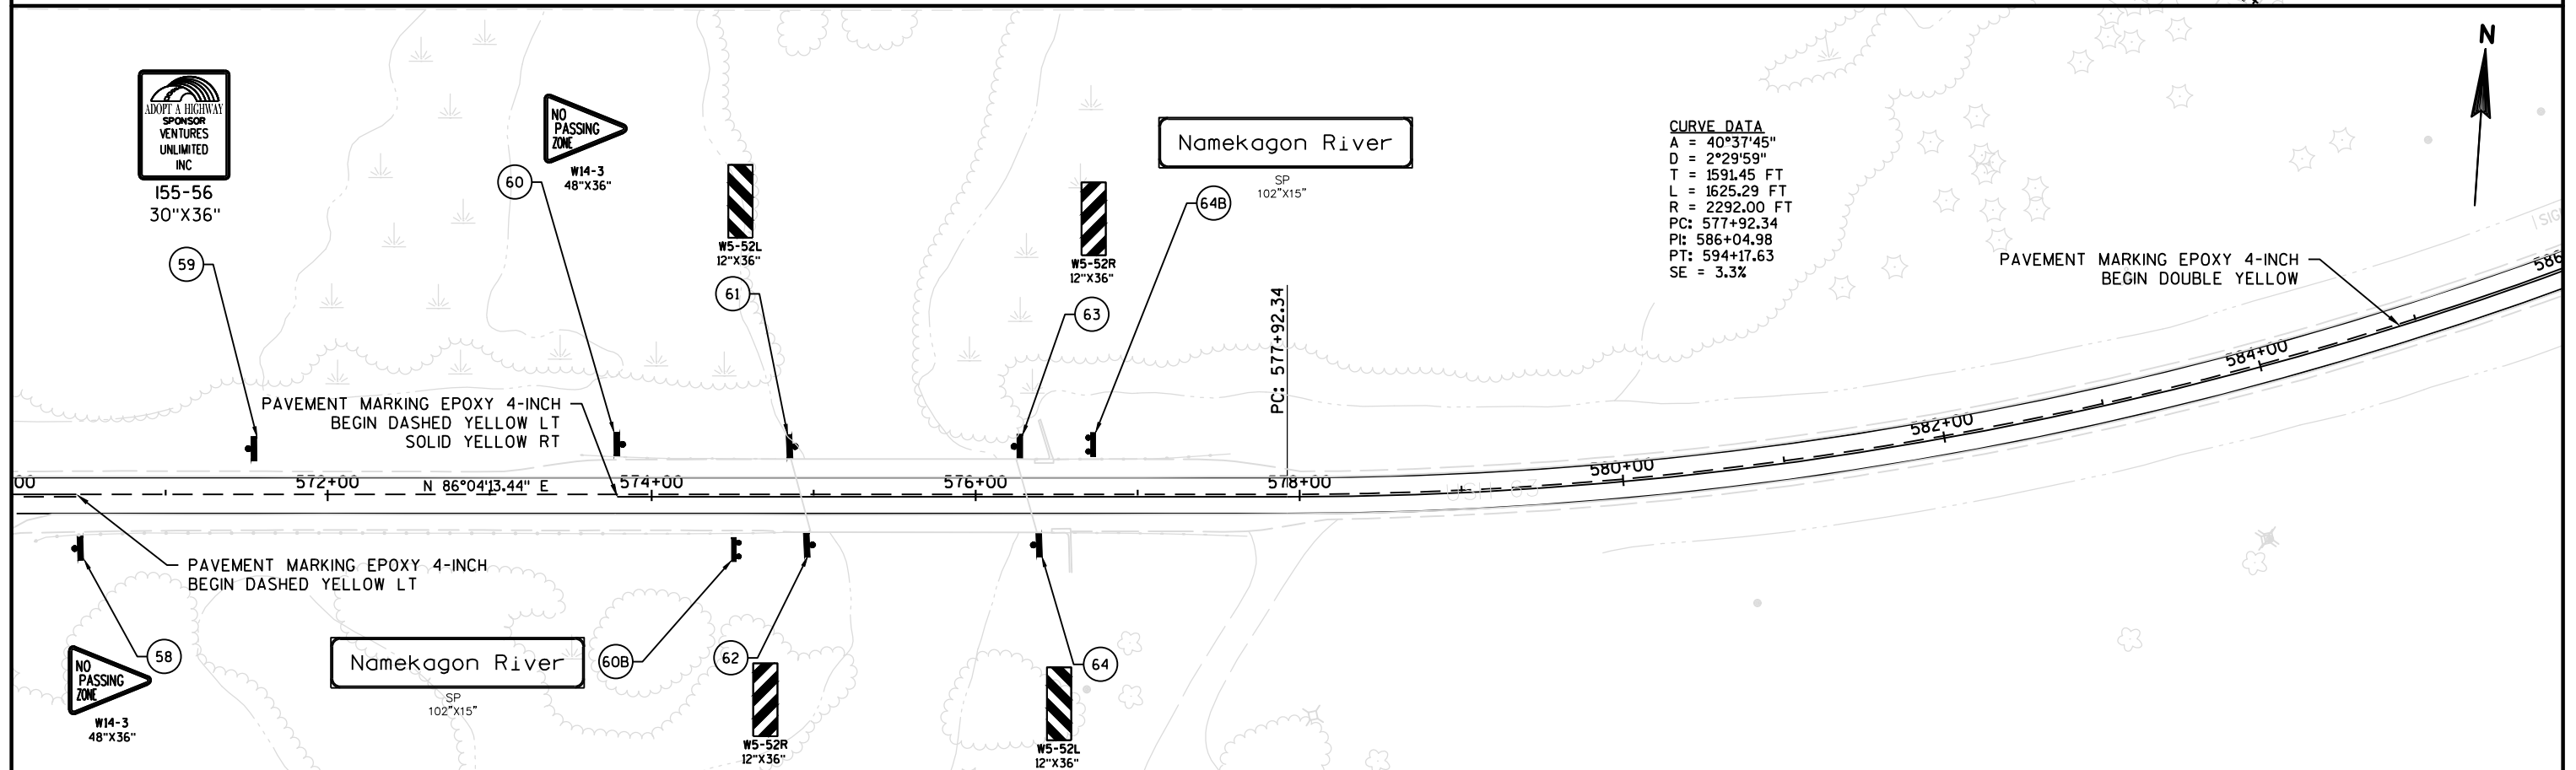 N
ADOPT A HIGHWAY
SPONSOR
VENTURES
UNLIMITED
INC
I55-56
30"X36"
59
60
NO
PASSING
ZONE
W14-3
48"X36"
W5-52L
12"X36"
61
W5-52R
12"X36"
63
64B
Namekagon River
SP
102"X15"
CURVE DATA
A = 40°37'45"
D = 2°29'59"
T = 1591.45 FT
L = 1625.29 FT
R = 2292.00 FT
PC: 577+92.34
PI: 586+04.98
PT: 594+17.63
SE = 3.3%
PC: 577+92.34
PAVEMENT MARKING EPOXY 4-INCH
BEGIN DOUBLE YELLOW
PAVEMENT MARKING EPOXY 4-INCH
BEGIN DASHED YELLOW LT
SOLID YELLOW RT
00
572+00
N 86°04'13.44" E
574+00
576+00
578+00
580+00
582+00
584+00
586
USH 63
SIG
PAVEMENT MARKING EPOXY 4-INCH
BEGIN DASHED YELLOW LT
58
NO
PASSING
ZONE
W14-3
48"X36"
Namekagon River
SP
102"X15"
60B
62
W5-52R
12"X36"
64
W5-52L
12"X36"